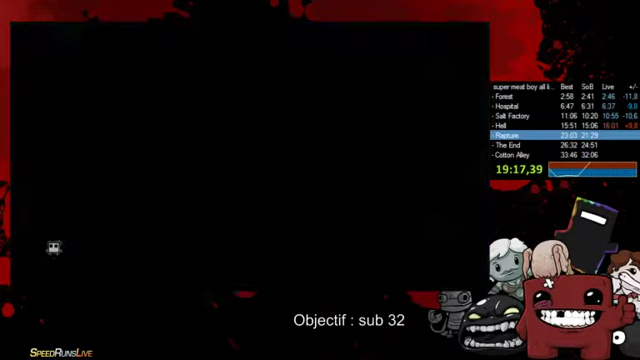 super meat boy all li... Best SoB Live +/-
- Forest 2:58 2:41 2:46 -11,8
- Hospital 6:47 6:31 6:37 -9,8
- Salt Factory 11:06 10:20 10:55 -10,6
- Hell 15:51 15:06 16:01 +9,8
- Rapture 23:03 21:29
- The End 26:32 24:51
- Cotton Alley 33:46 32:06
19:17,39
Objectif : sub 32
SPEEDRUNSLIVE